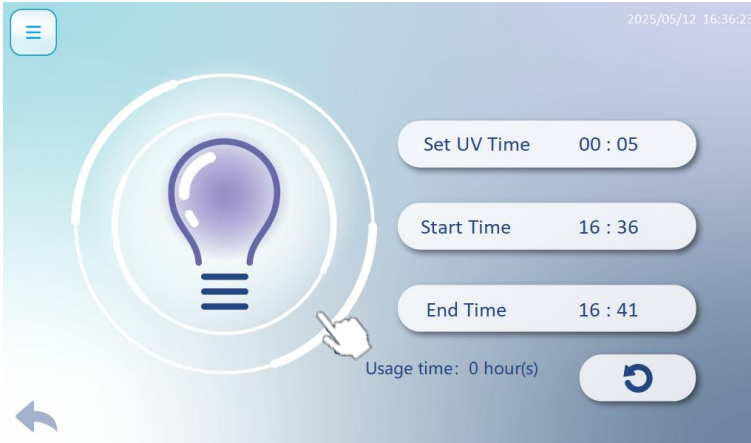 2025/05/12 16:36:23
Set UV Time 00 : 05
Start Time 16 : 36
End Time 16 : 41
Usage time: 0 hour(s)